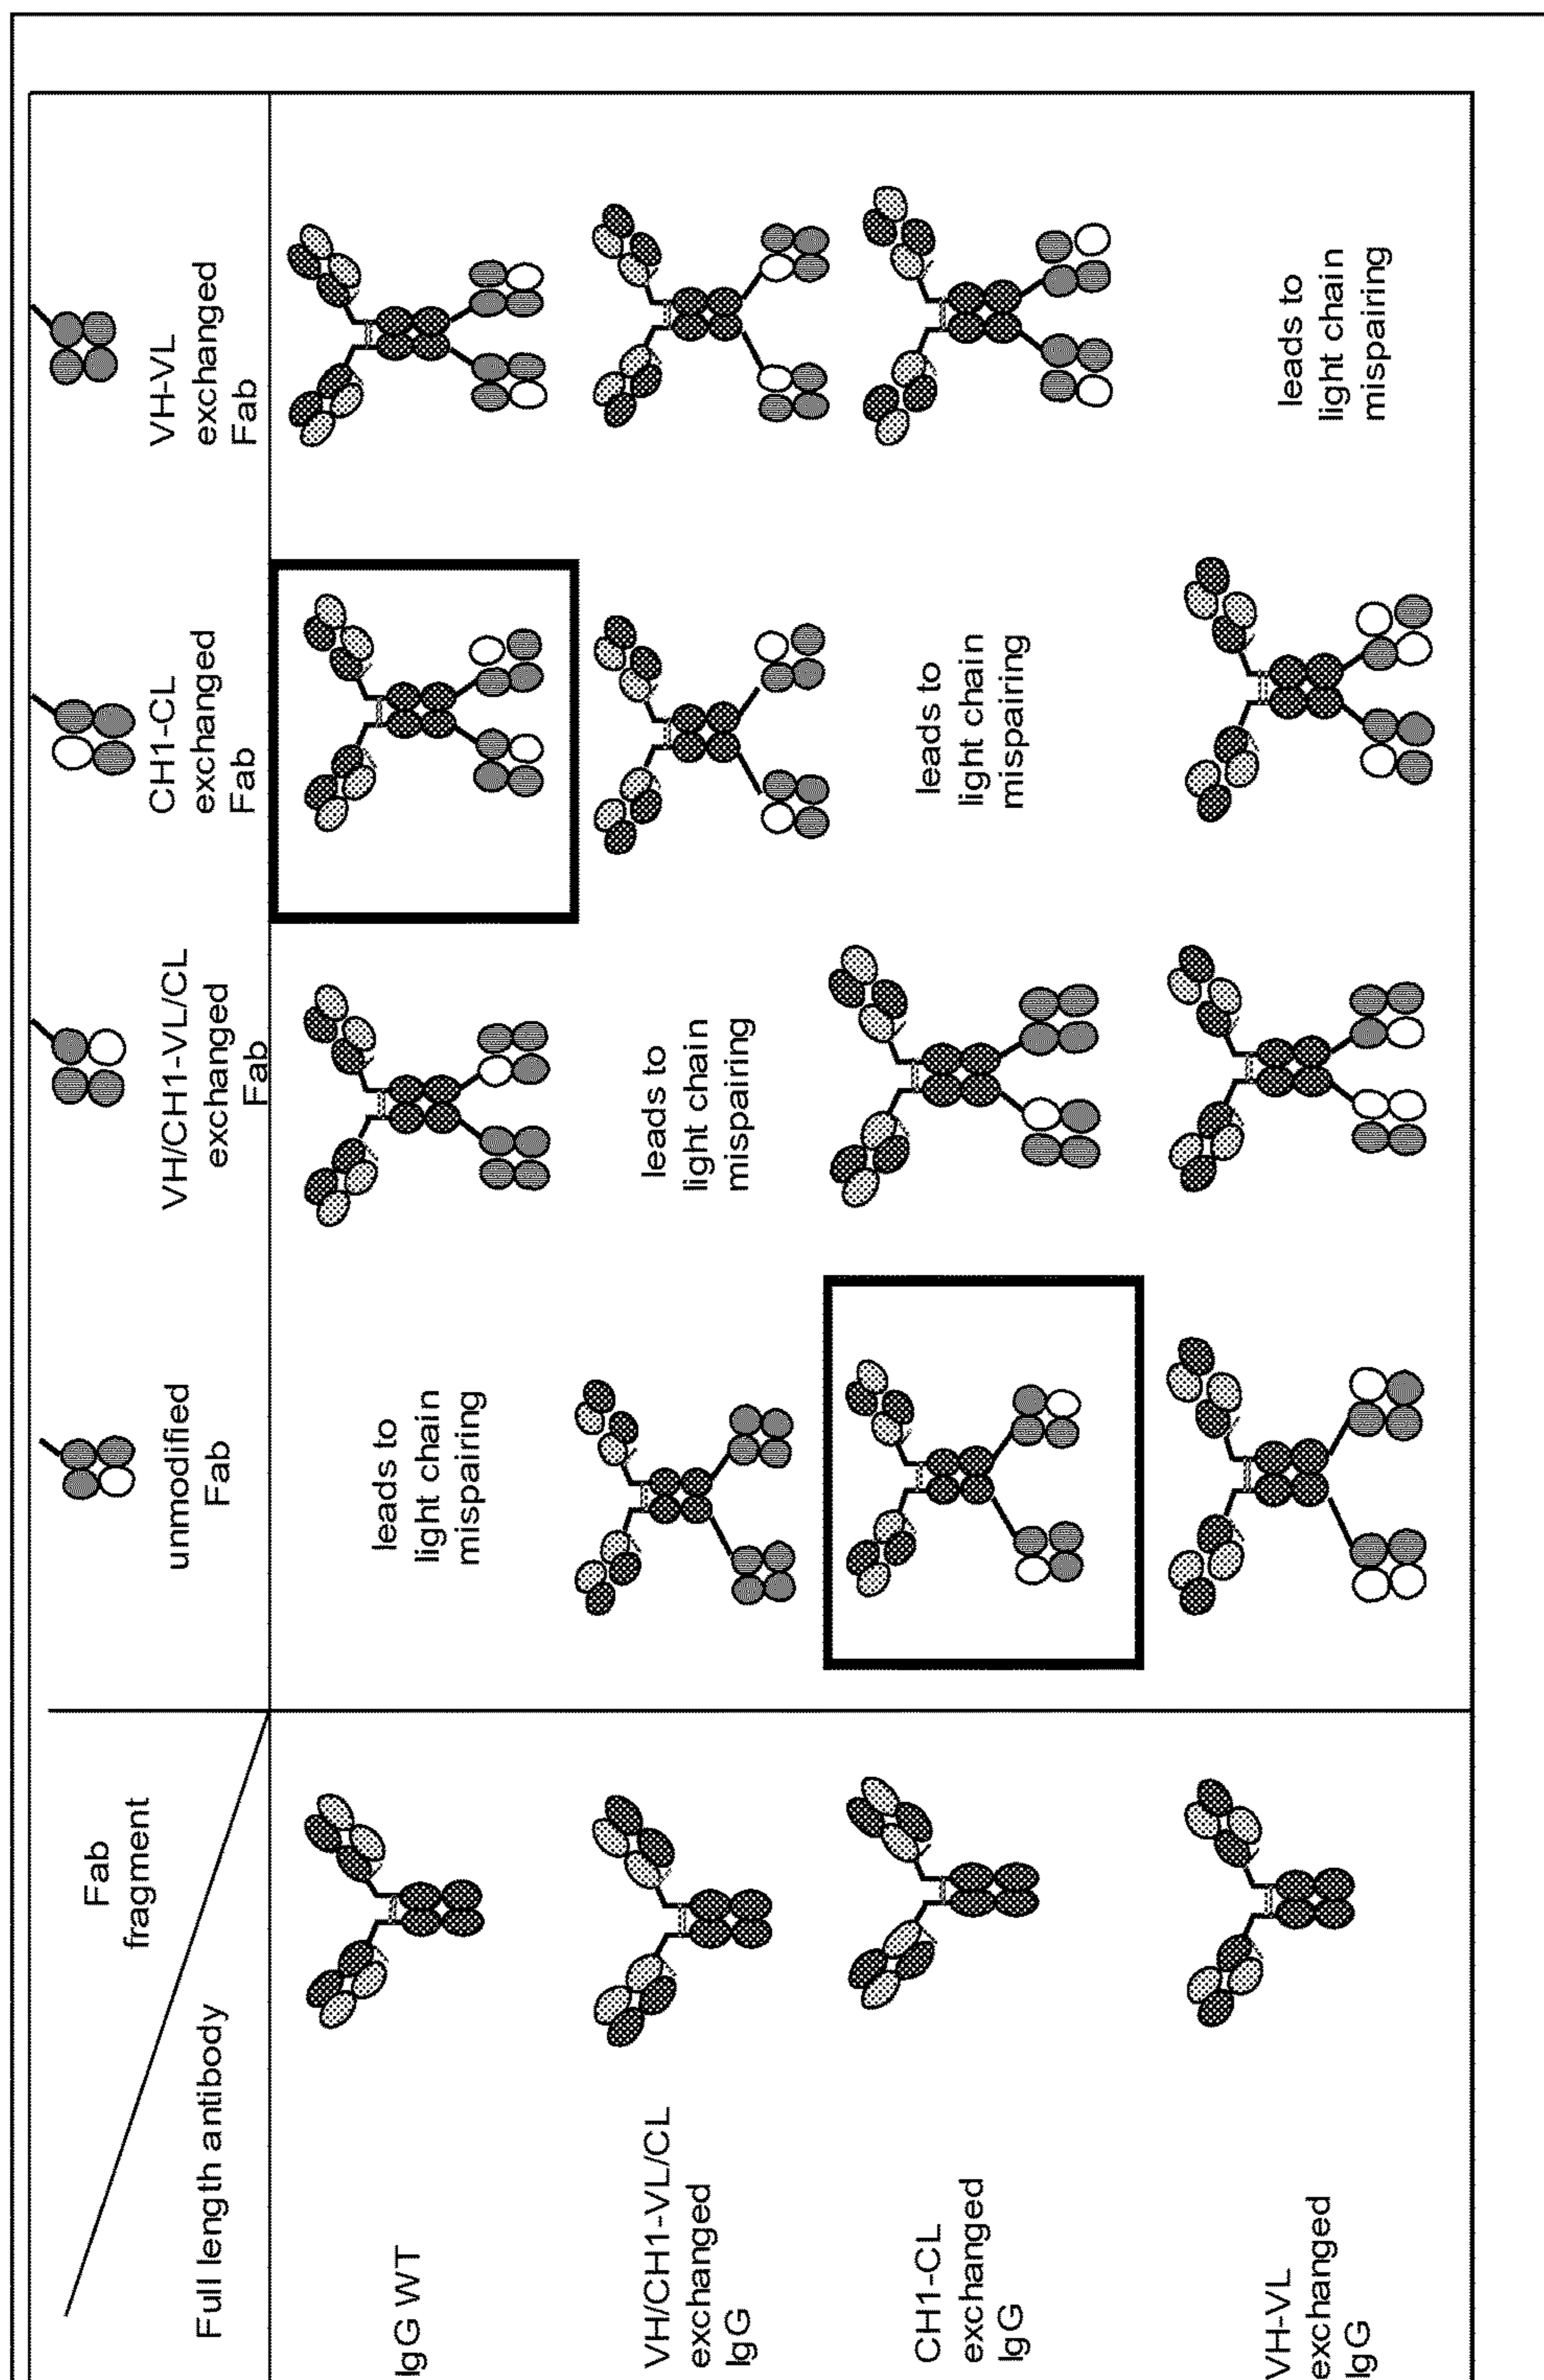 Fab
fragment
Full length antibody
unmodified
Fab
VH/CH1-VL/CL
exchanged
Fab
CH1-CL
exchanged
Fab
VH-VL
exchanged
Fab
IgG WT
leads to
light chain
mispairing
VH/CH1-VL/CL
exchanged
IgG
leads to
light chain
mispairing
CH1-CL
exchanged
IgG
leads to
light chain
mispairing
VH-VL
exchanged
IgG
leads to
light chain
mispairing